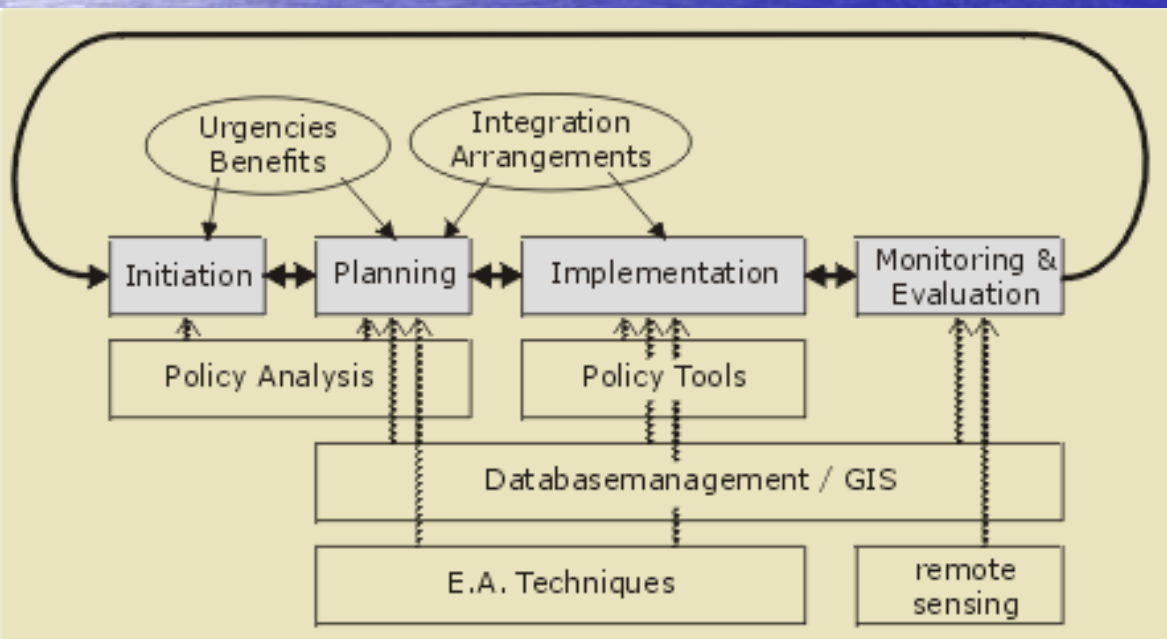 Urgencies
Benefits
Integration
Arrangements
Initiation
Planning
Implementation
Monitoring &
Evaluation
Policy Analysis
Policy Tools
Databasemanagement / GIS
E.A. Techniques
remote
sensing